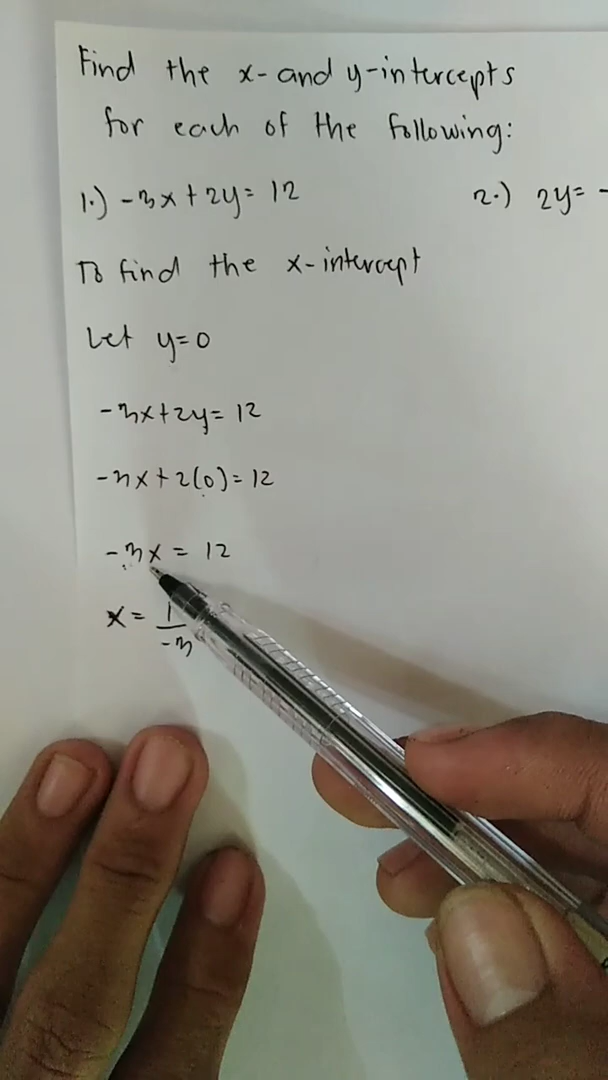 Find the x- and y-intercepts
for each of the following:
1.) -3x + 2y = 12
2.) 2y = -
To find the x-intercept
Let y=0
-3x+2y= 12
-3x + 2(0) = 12
-3x = 12
x = 1/-3